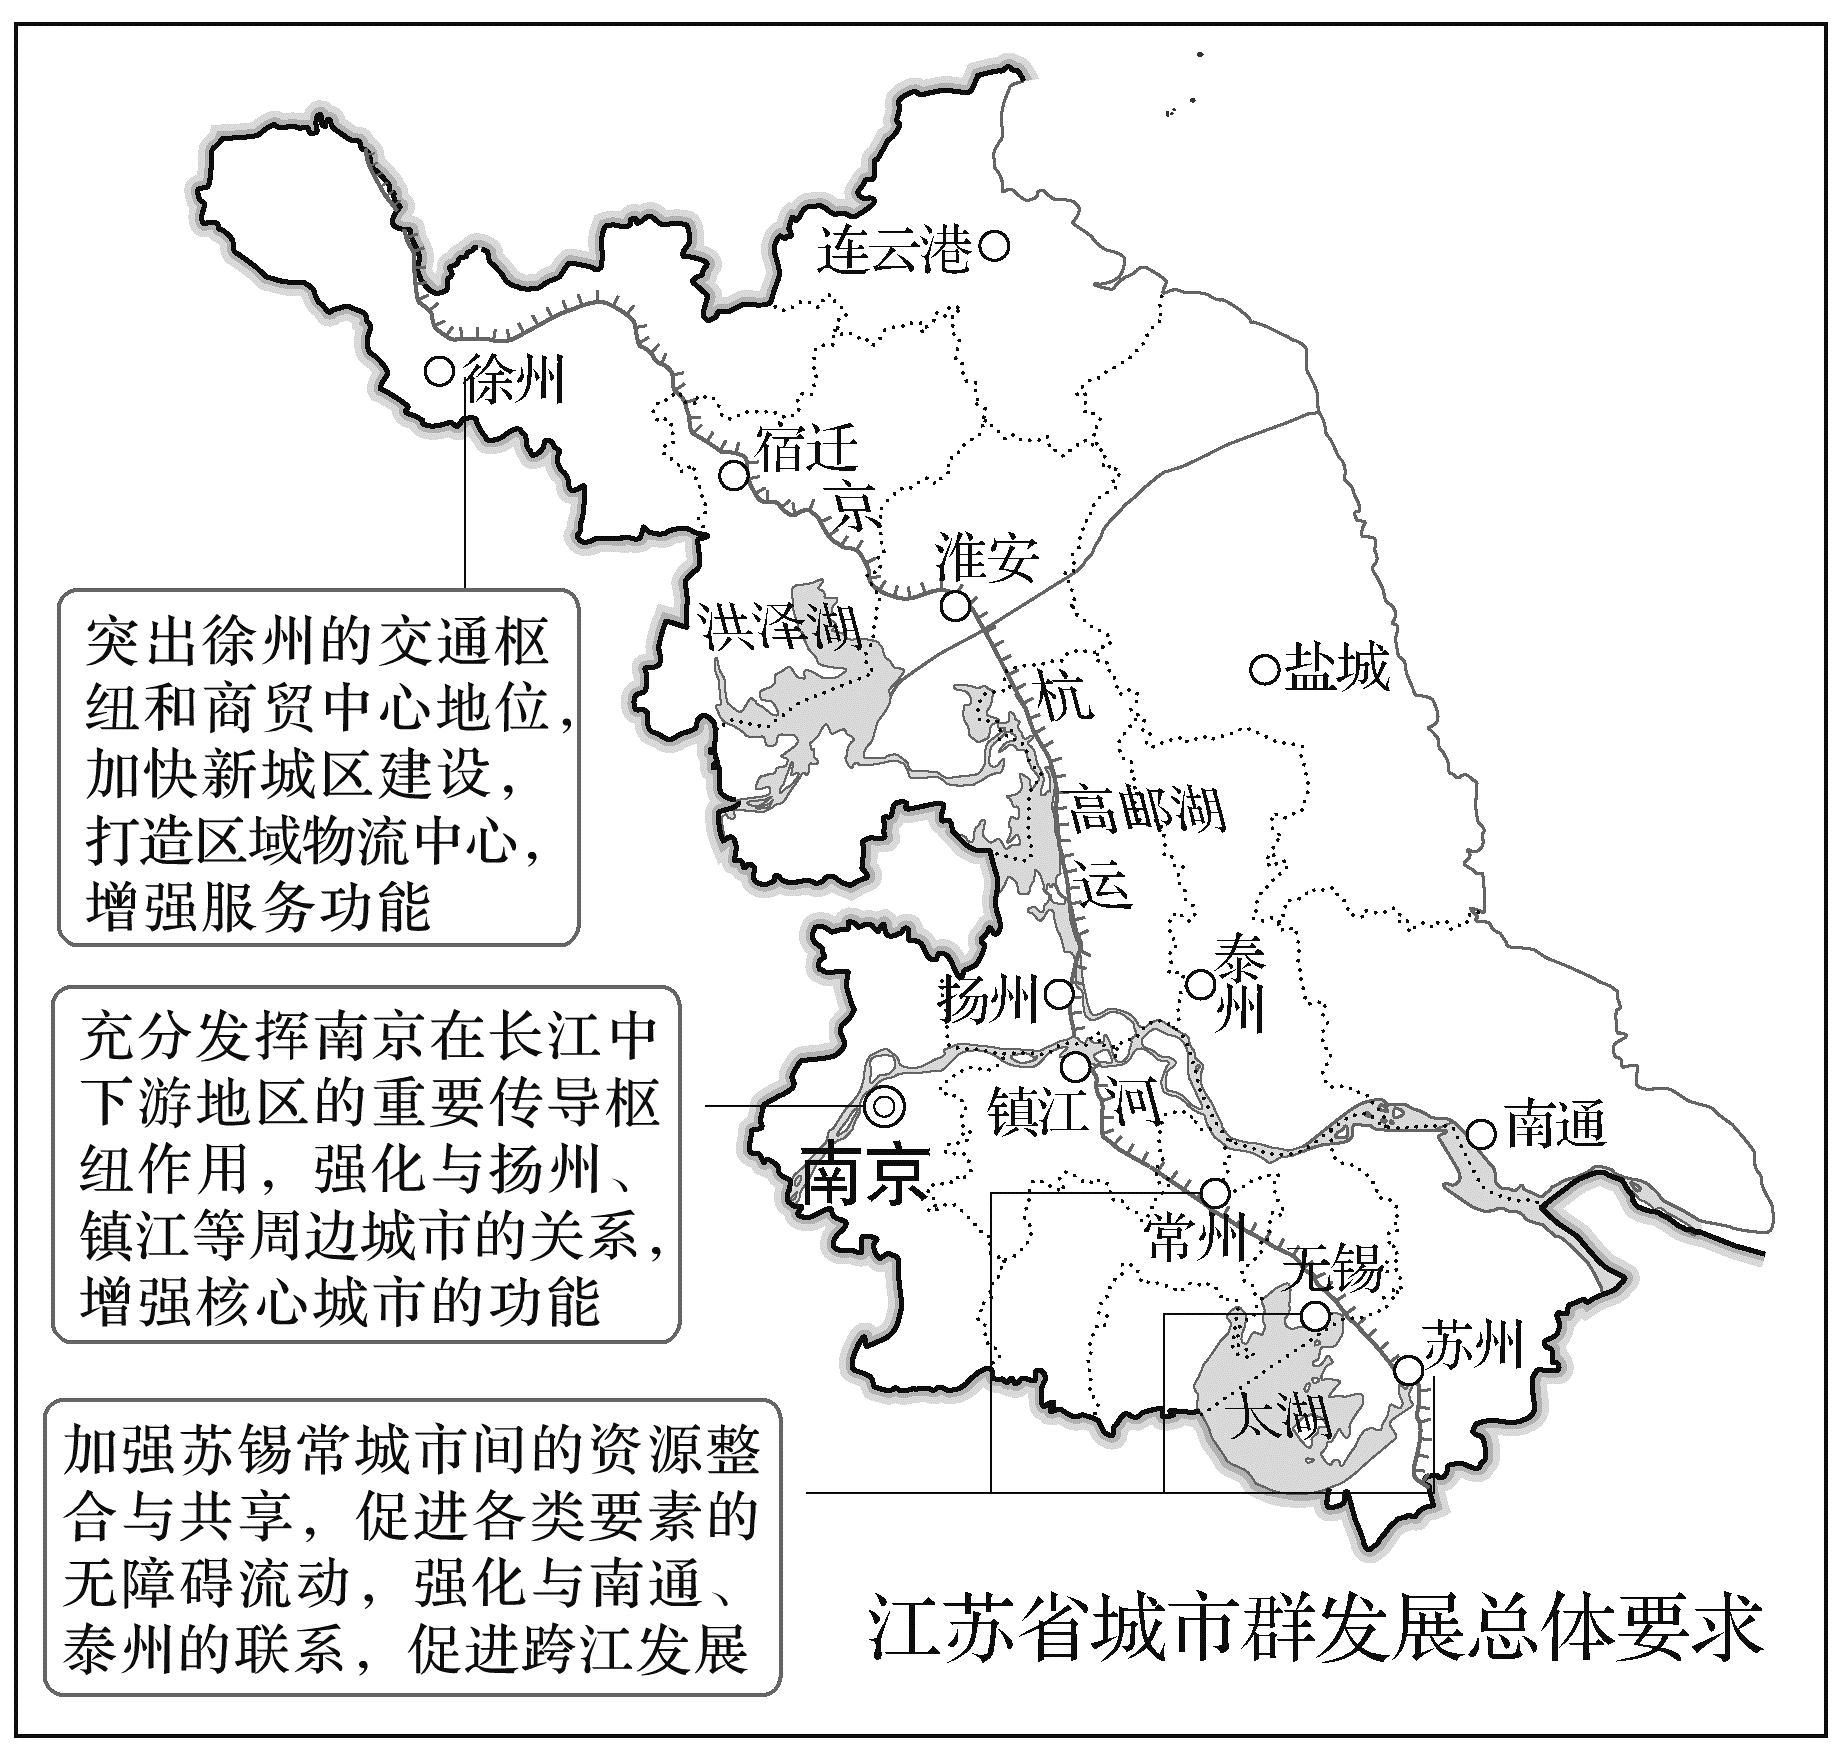 连云港
徐州
宿迁
京
淮安
洪泽湖
盐城
杭
高邮湖
运
泰州
扬州
镇江
河
南通
南京
常州
无锡
苏州
太湖
突出徐州的交通枢
纽和商贸中心地位，
加快新城区建设，
打造区域物流中心，
增强服务功能
充分发挥南京在长江中
下游地区的重要传导枢
纽作用，强化与扬州、
镇江等周边城市的关系，
增强核心城市的功能
加强苏锡常城市间的资源整
合与共享，促进各类要素的
无障碍流动，强化与南通、
泰州的联系，促进跨江发展
江苏省城市群发展总体要求